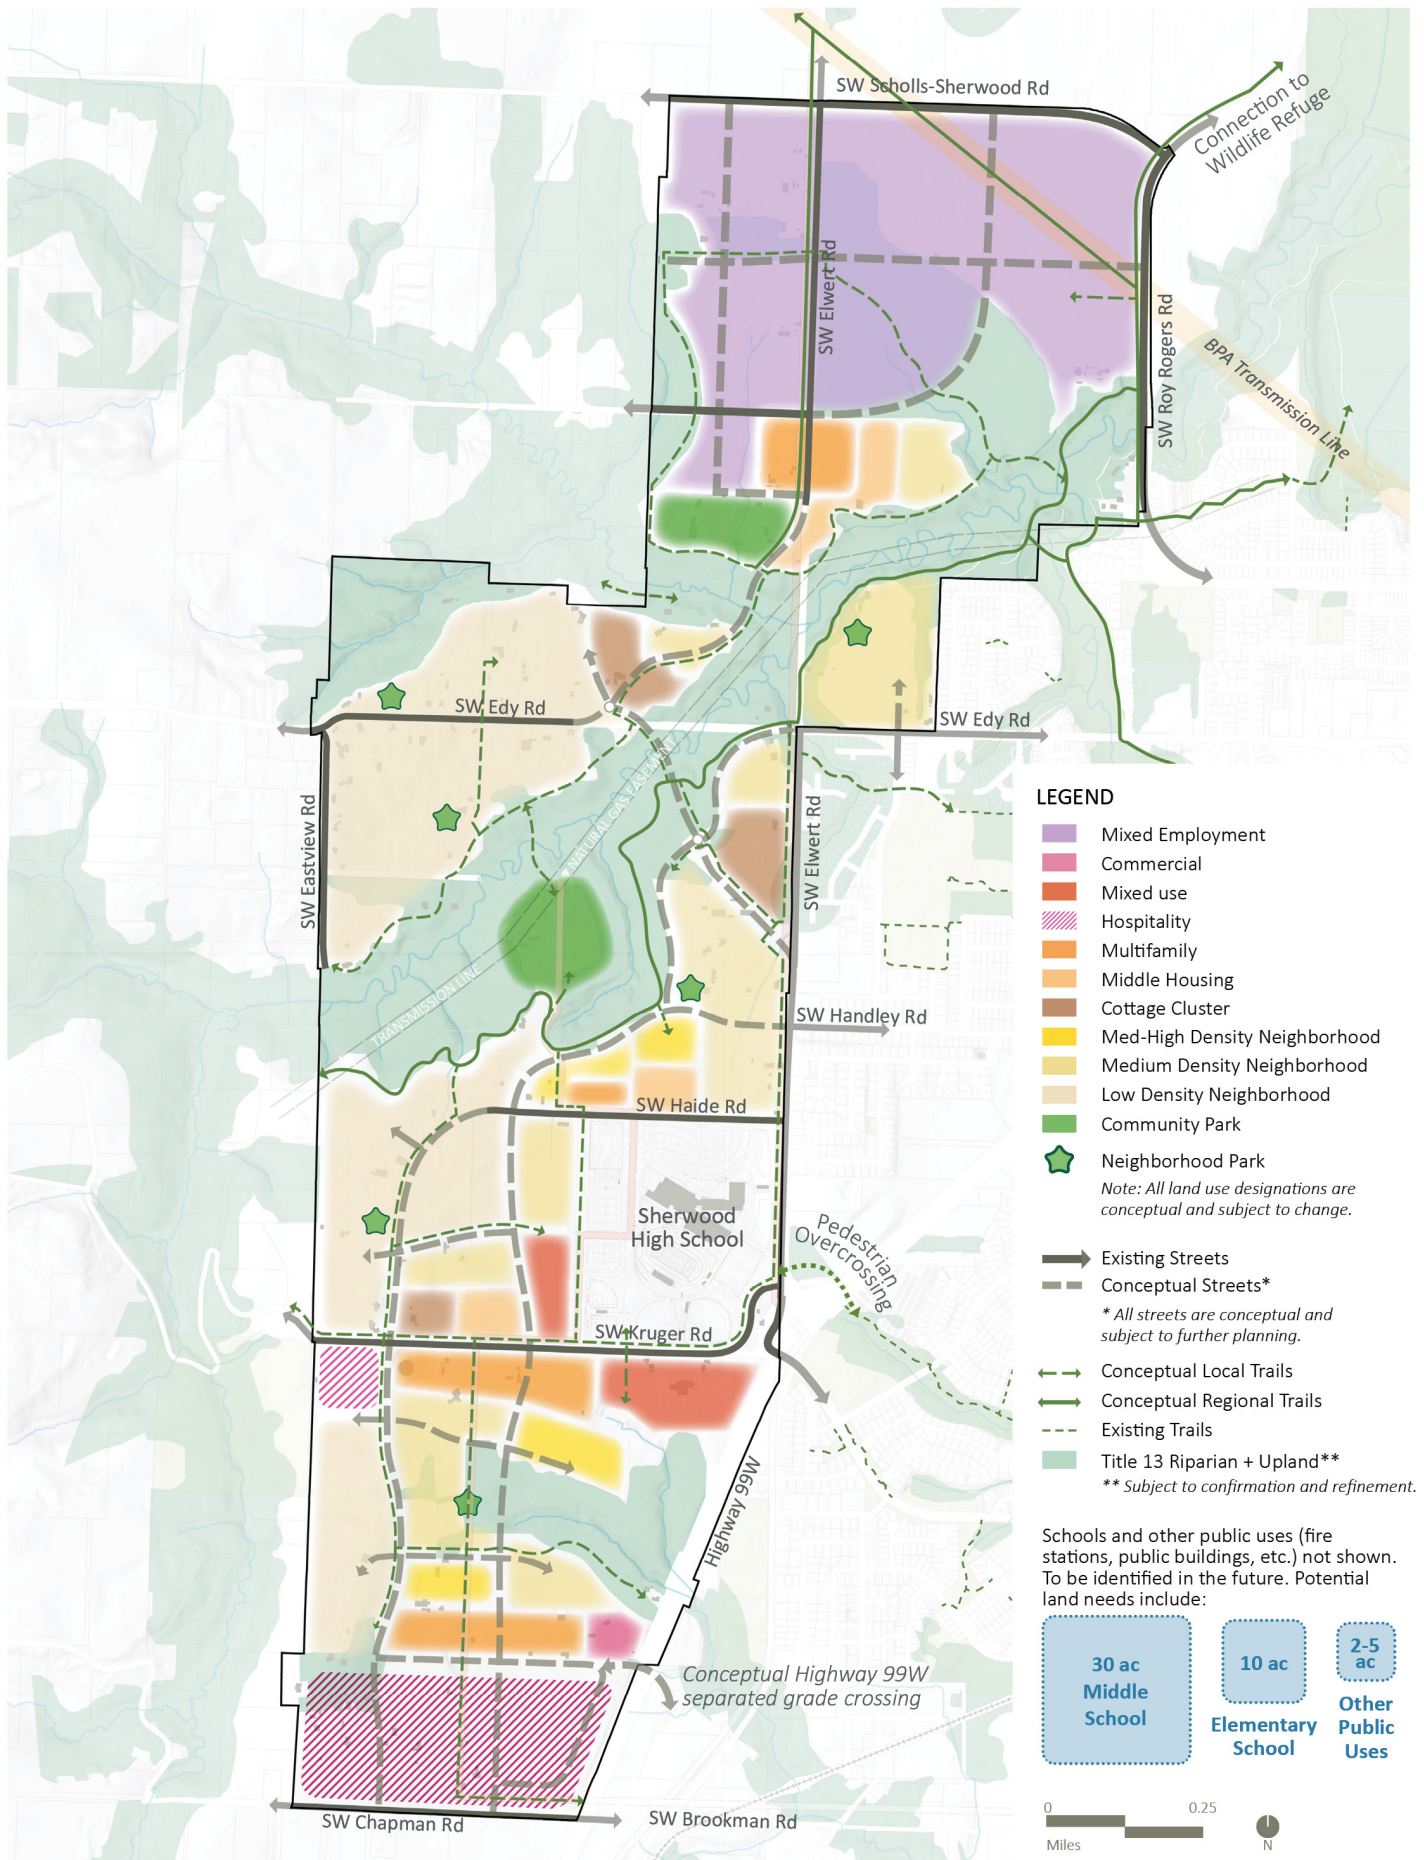 SW Scholls-Sherwood Rd
Connection to
Wildlife Refuge
SW Elwert Rd
SW Roy Rogers Rd
BPA Transmission Line
SW Edy Rd
SW Edy Rd
NATURAL GAS EASEMENT
SW Eastview Rd
SW Elwert Rd
TRANSMISSION LINE
SW Handley Rd
SW Haide Rd
Sherwood
High School
Pedestrian
Overcrossing
SW Kruger Rd
Highway 99W
Conceptual Highway 99W
separated grade crossing
SW Chapman Rd
SW Brookman Rd
LEGEND
Mixed Employment
Commercial
Mixed use
Hospitality
Multifamily
Middle Housing
Cottage Cluster
Med-High Density Neighborhood
Medium Density Neighborhood
Low Density Neighborhood
Community Park
Neighborhood Park
Note: All land use designations are
conceptual and subject to change.
Existing Streets
Conceptual Streets*
* All streets are conceptual and
subject to further planning.
Conceptual Local Trails
Conceptual Regional Trails
Existing Trails
Title 13 Riparian + Upland**
** Subject to confirmation and refinement.
Schools and other public uses (fire
stations, public buildings, etc.) not shown.
To be identified in the future. Potential
land needs include:
30 ac
Middle
School
10 ac
Elementary
School
2-5
ac
Other
Public
Uses
0 0.25
Miles
N